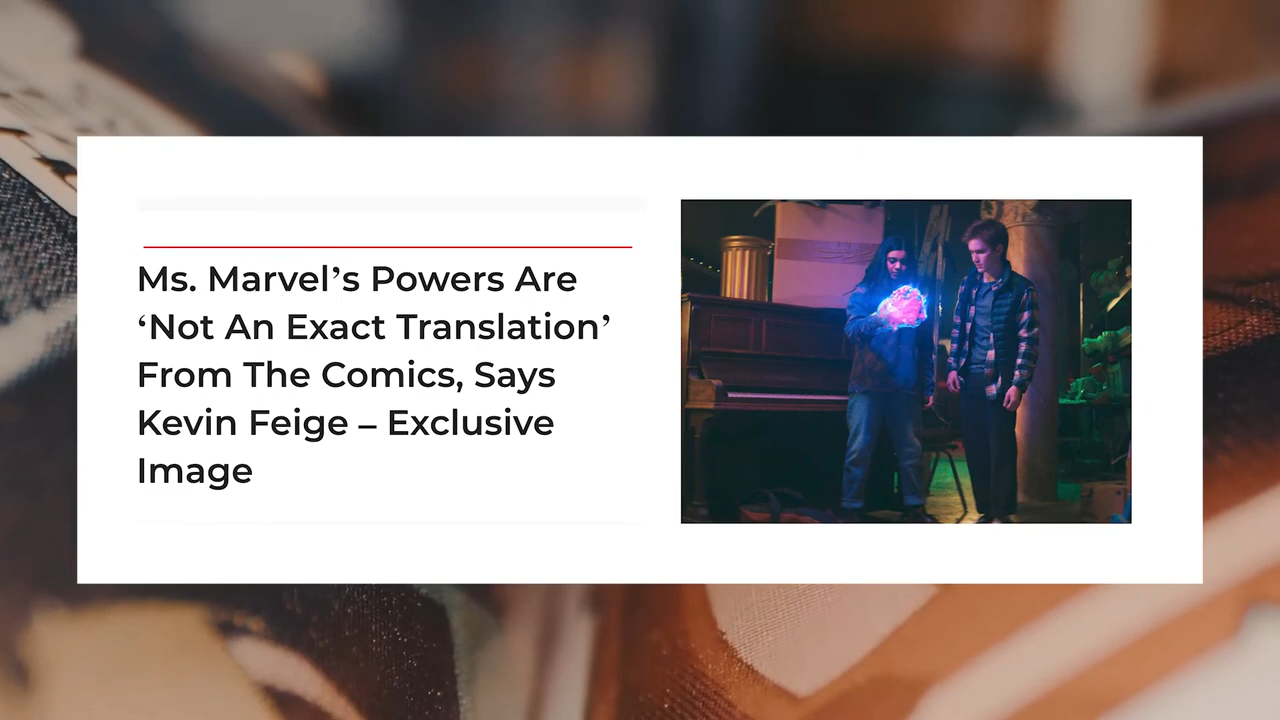 Ms. Marvel’s Powers Are
‘Not An Exact Translation’
From The Comics, Says
Kevin Feige – Exclusive
Image